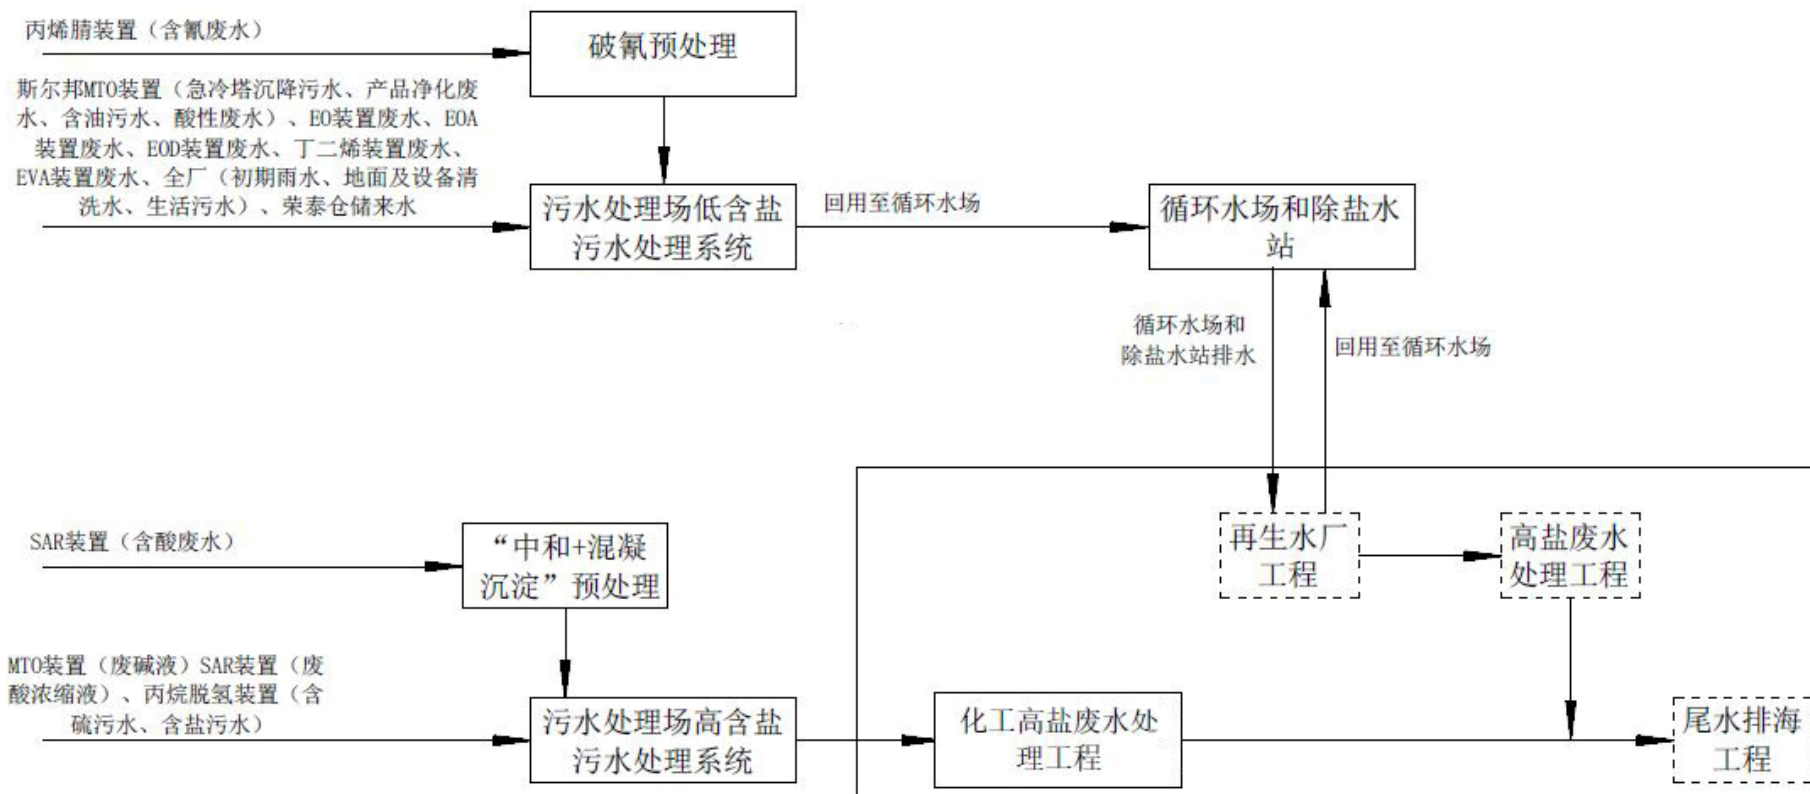 丙烯腈装置（含氰废水）
破氰预处理
斯尔邦MTO装置（急冷塔沉降污水、产品净化废
水、含油污水、酸性废水）、EO装置废水、EOA
装置废水、EOD装置废水、丁二烯装置废水、
EVA装置废水、全厂（初期雨水、地面及设备清
洗水、生活污水）、荣泰仓储来水
污水处理场低含盐
污水处理系统
回用至循环水场
循环水场和除盐水
站
循环水场和
除盐水站排水
回用至循环水场
SAR装置（含酸废水）
“中和+混凝
沉淀”预处理
再生水厂
工程
高盐废水
处理工程
MTO装置（废碱液）SAR装置（废
酸浓缩液）、丙烷脱氢装置（含
硫污水、含盐污水）
污水处理场高含盐
污水处理系统
化工高盐废水处
理工程
尾水排海
工程